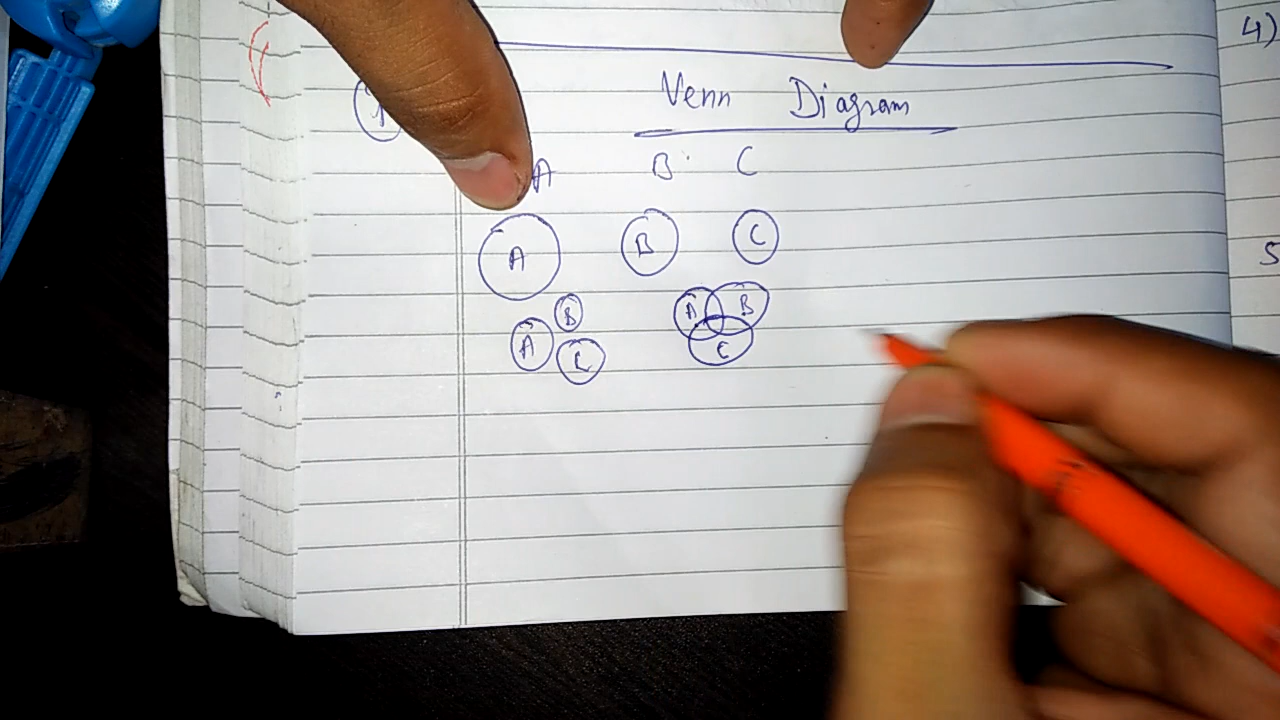 4)
Venn Diagram
A B C
A B C
5
B
A C
A B
C